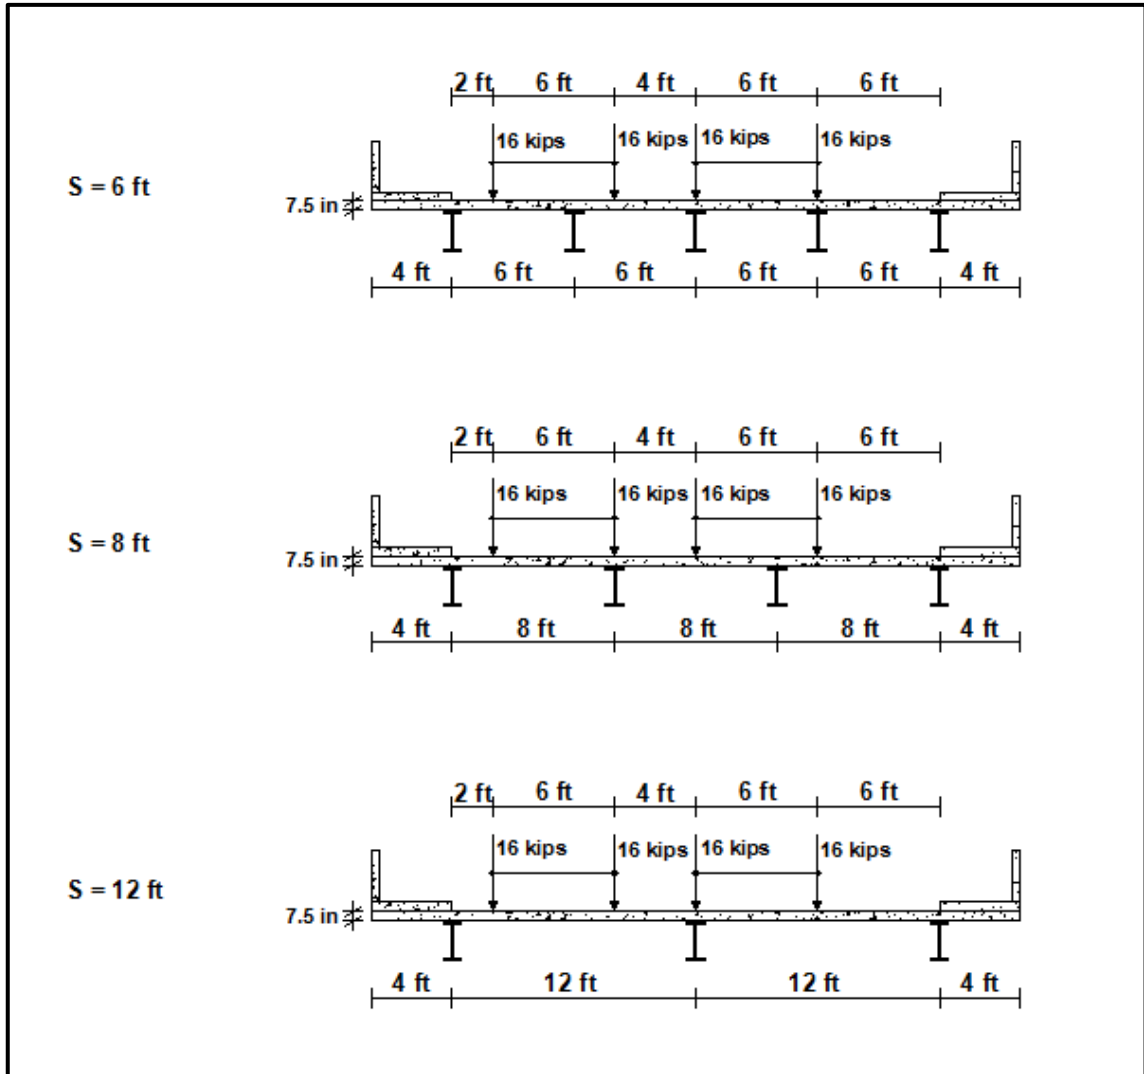 2 ft 6 ft 4 ft 6 ft 6 ft
16 kips 16 kips 16 kips 16 kips
S = 6 ft
7.5 in
4 ft 6 ft 6 ft 6 ft 6 ft 4 ft
2 ft 6 ft 4 ft 6 ft 6 ft
16 kips 16 kips 16 kips 16 kips
S = 8 ft
7.5 in
4 ft 8 ft 8 ft 8 ft 4 ft
2 ft 6 ft 4 ft 6 ft 6 ft
16 kips 16 kips 16 kips 16 kips
S = 12 ft
7.5 in
4 ft 12 ft 12 ft 4 ft